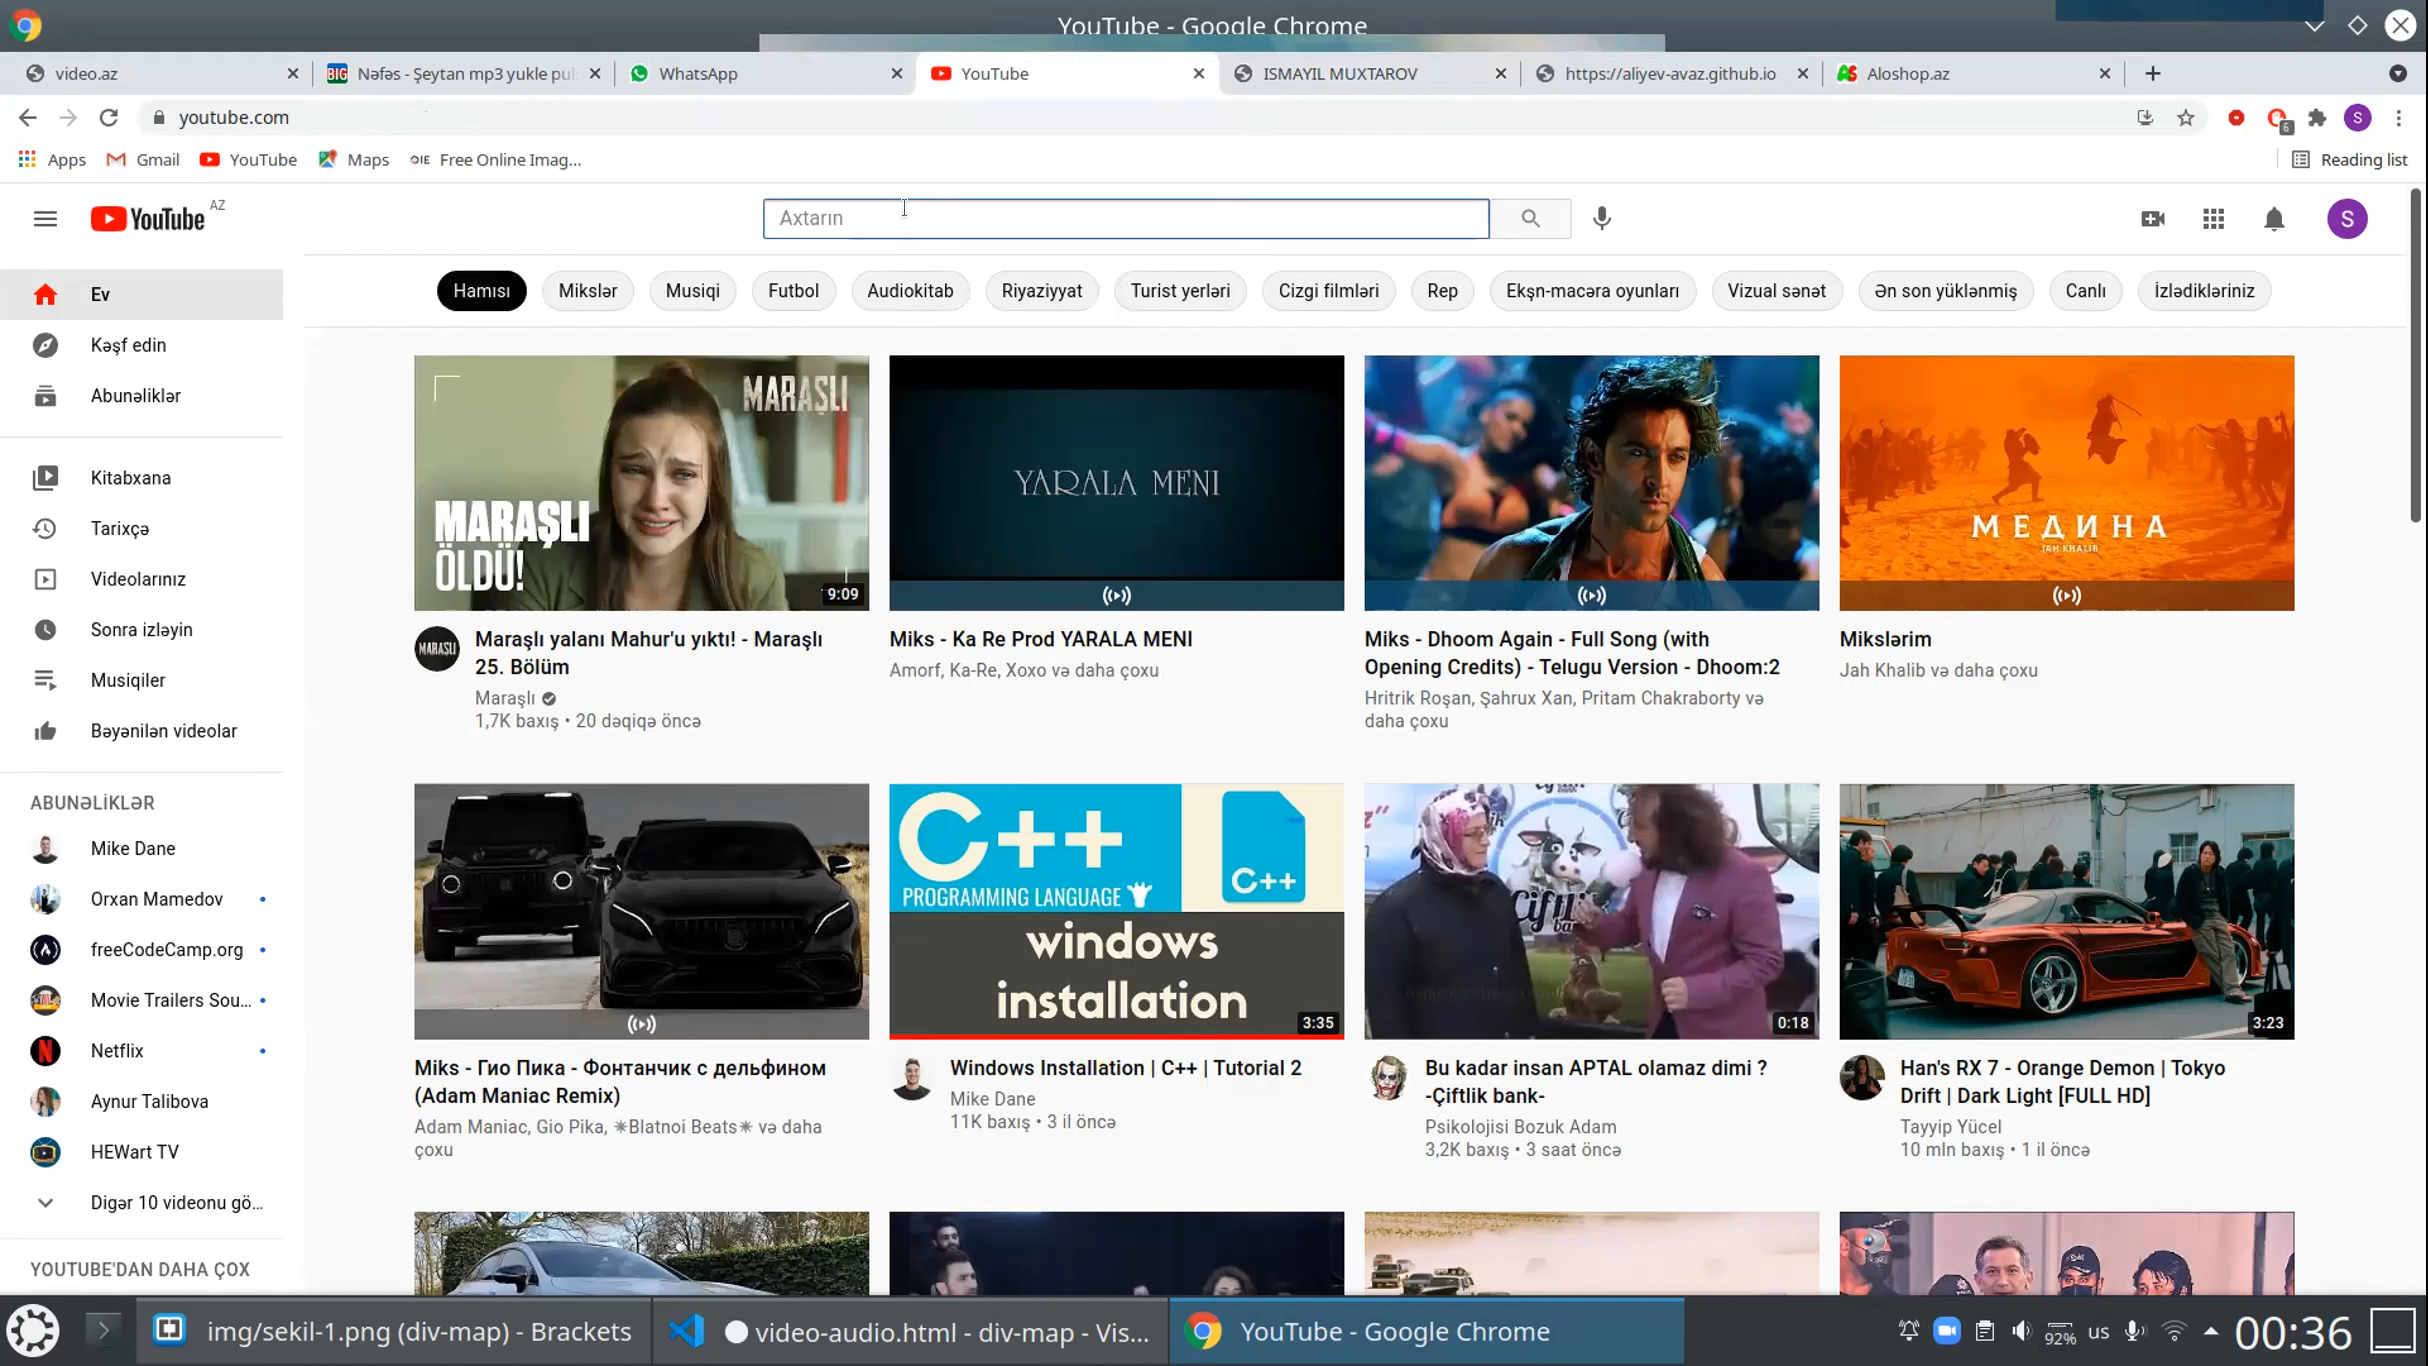 YouTube - Google Chrome
video.az
BIG Nəfəs - Şeytan mp3 yukle pul
WhatsApp
YouTube
ISMAYIL MUXTAROV
https://aliyev-avaz.github.io
Aloshop.az
youtube.com
6
S
Apps
Gmail
YouTube
Maps
OIE Free Online Imag...
Reading list
YouTube AZ
Axtarın
S
Hamısı
Mikslər
Musiqi
Futbol
Audiokitab
Riyaziyyat
Turist yerləri
Cizgi filmləri
Rep
Ekşn-macəra oyunları
Vizual sənət
Ən son yüklənmiş
Canlı
İzlədikləriniz
Ev
Kəşf edin
Abunəliklər
Kitabxana
Tarixçə
Videolarınız
Sonra izləyin
Musiqiler
Bəyənilən videolar
ABUNƏLİKLƏR
Mike Dane
Orxan Mamedov
freeCodeCamp.org
Movie Trailers Sou...
Netflix
Aynur Talibova
HEWart TV
Digər 10 videonu gö...
YOUTUBE'DAN DAHA ÇOX
MARAŞLI
MARAŞLI
ÖLDÜ!
9:09
MARAŞLI
Maraşlı yalanı Mahur'u yıktı! - Maraşlı
25. Bölüm
Maraşlı
1,7K baxış • 20 dəqiqə öncə
YARALA MENI
Miks - Ka Re Prod YARALA MENI
Amorf, Ka-Re, Xoxo və daha çoxu
Miks - Dhoom Again - Full Song (with
Opening Credits) - Telugu Version - Dhoom:2
Hritrik Roşan, Şahrux Xan, Pritam Chakraborty və
daha çoxu
МЕДИНА
JAH KHALIB
Mikslərim
Jah Khalib və daha çoxu
Miks - Гио Пика - Фонтанчик с дельфином
(Adam Maniac Remix)
Adam Maniac, Gio Pika, ✳Blatnoi Beats✳ və daha
çoxu
C++
PROGRAMMING LANGUAGE
C++
windows
installation
3:35
Windows Installation | C++ | Tutorial 2
Mike Dane
11K baxış • 3 il öncə
Çiftlik
0:18
Bu kadar insan APTAL olamaz dimi ?
-Çiftlik bank-
Psikolojisi Bozuk Adam
3,2K baxış • 3 saat öncə
3:23
Han's RX 7 - Orange Demon | Tokyo
Drift | Dark Light [FULL HD]
Tayyip Yücel
10 mln baxış • 1 il öncə
img/sekil-1.png (div-map) - Brackets
video-audio.html - div-map - Vis...
YouTube - Google Chrome
92%
us
00:36